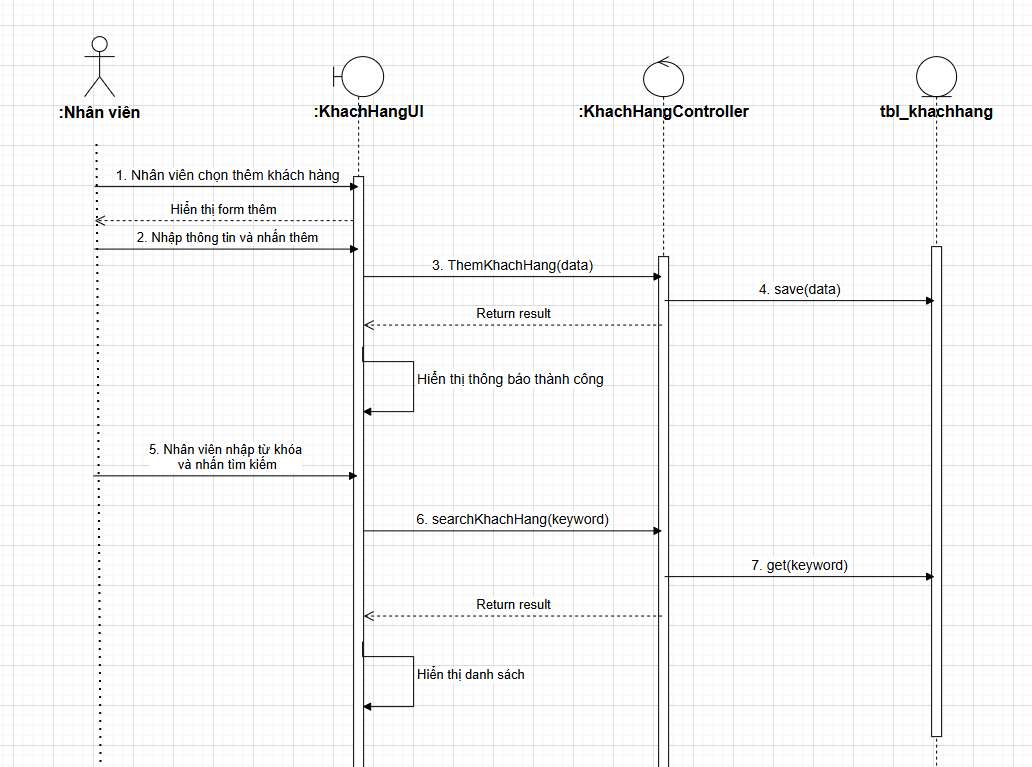 :Nhân viên
:KhachHangUI
:KhachHangController
tbl_khachhang
1. Nhân viên chọn thêm khách hàng
Hiển thị form thêm
2. Nhập thông tin và nhấn thêm
3. ThemKhachHang(data)
4. save(data)
Return result
Hiển thị thông báo thành công
5. Nhân viên nhập từ khóa
và nhấn tìm kiếm
6. searchKhachHang(keyword)
7. get(keyword)
Return result
Hiển thị danh sách